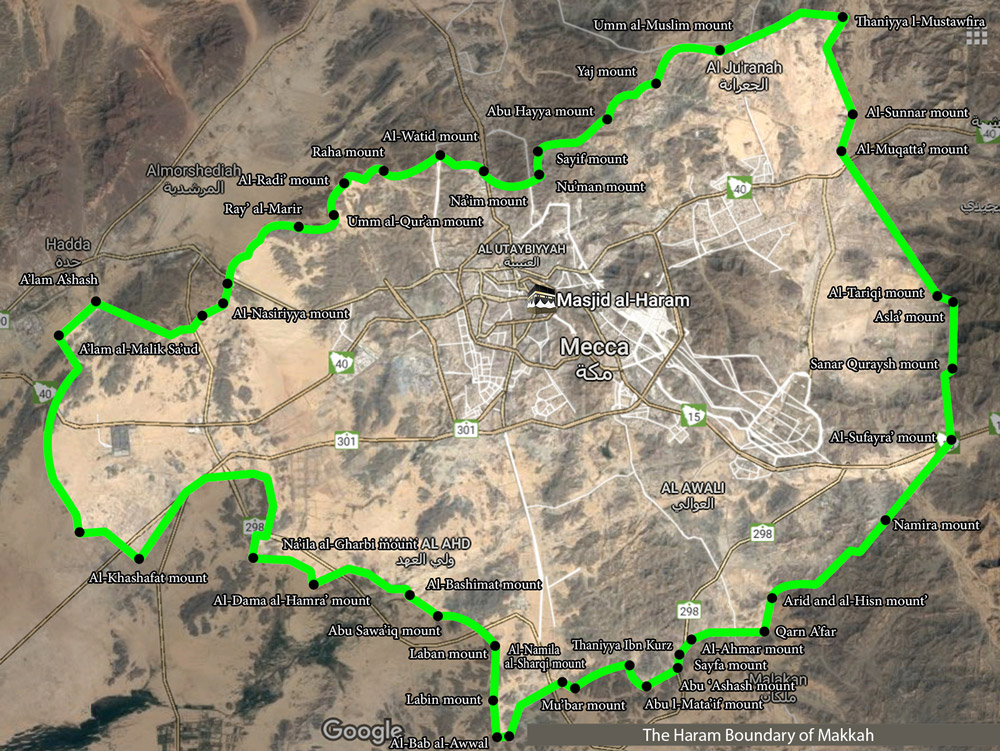 Umm al-Muslim mount
Thaniyya l-Mustawfira
Yaj mount
Al Ju'ranah
الجعرانة
Abu Hayya mount
Al-Sunnar mount
40
Al-Watid mount
Raha mount
Sayif mount
Al-Muqatta' mount
Almorshediah
المرشدية
Al-Radi' mount
Nu'man mount
40
Na'im mount
Ray' al-Marir
Umm al-Qur'an mount
Hadda
حده
AL UTAYBIYYAH
العتيبية
A'lam A'shash
Al-Tariqi mount
Masjid al-Haram
Al-Nasiriyya mount
Asla' mount
A'lam al-Malik Sa'ud
Mecca
مكة
40
Sanar Quraysh mount
40
15
301
301
Al-Sufayra' mount
AL AWALI
العوالي
298
Namira mount
298
Na'ila al-Gharbi mount
AL AHD
ولي العهد
Al-Khashafat mount
Al-Bashimat mount
Al-Dama al-Hamra' mount
Arid and al-Hisn mount'
298
Abu Sawa'iq mount
Qarn A'far
Laban mount
Al-Namila
al-Sharqi mount
Thaniyya Ibn Kurz
Al-Ahmar mount
Sayfa mount
Malakan
ملكان
Abu 'Ashash mount
Labin mount
Mu'bar mount
Abu l-Mata'if mount
Google
Al-Bab al-Awwal
The Haram Boundary of Makkah